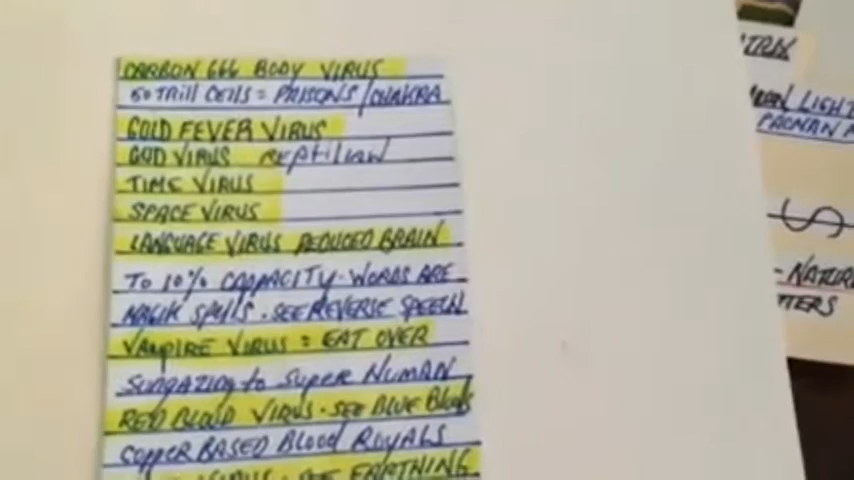 CARBON 666 BODY VIRUS
50 TRILL CELLS = PRISONS / CHAKRA
GOLD FEVER VIRUS
GOD VIRUS REPTILIAN
TIME VIRUS
SPACE VIRUS
LANGUAGE VIRUS REDUCED BRAIN
TO 10% CAPACITY - WORDS ARE
MAGIK SPELLS - SEE REVERSE SPEECH
VAMPIRE VIRUS = EAT OVER
SUNGAZING to SUPER HUMAN
RED BLOOD VIRUS - SEE BLUE BLOODS
COPPER BASED BLOOD ROYALS
VIRUS - SEE EARTHING
LIGHT
PACMAN
S
- NATURE